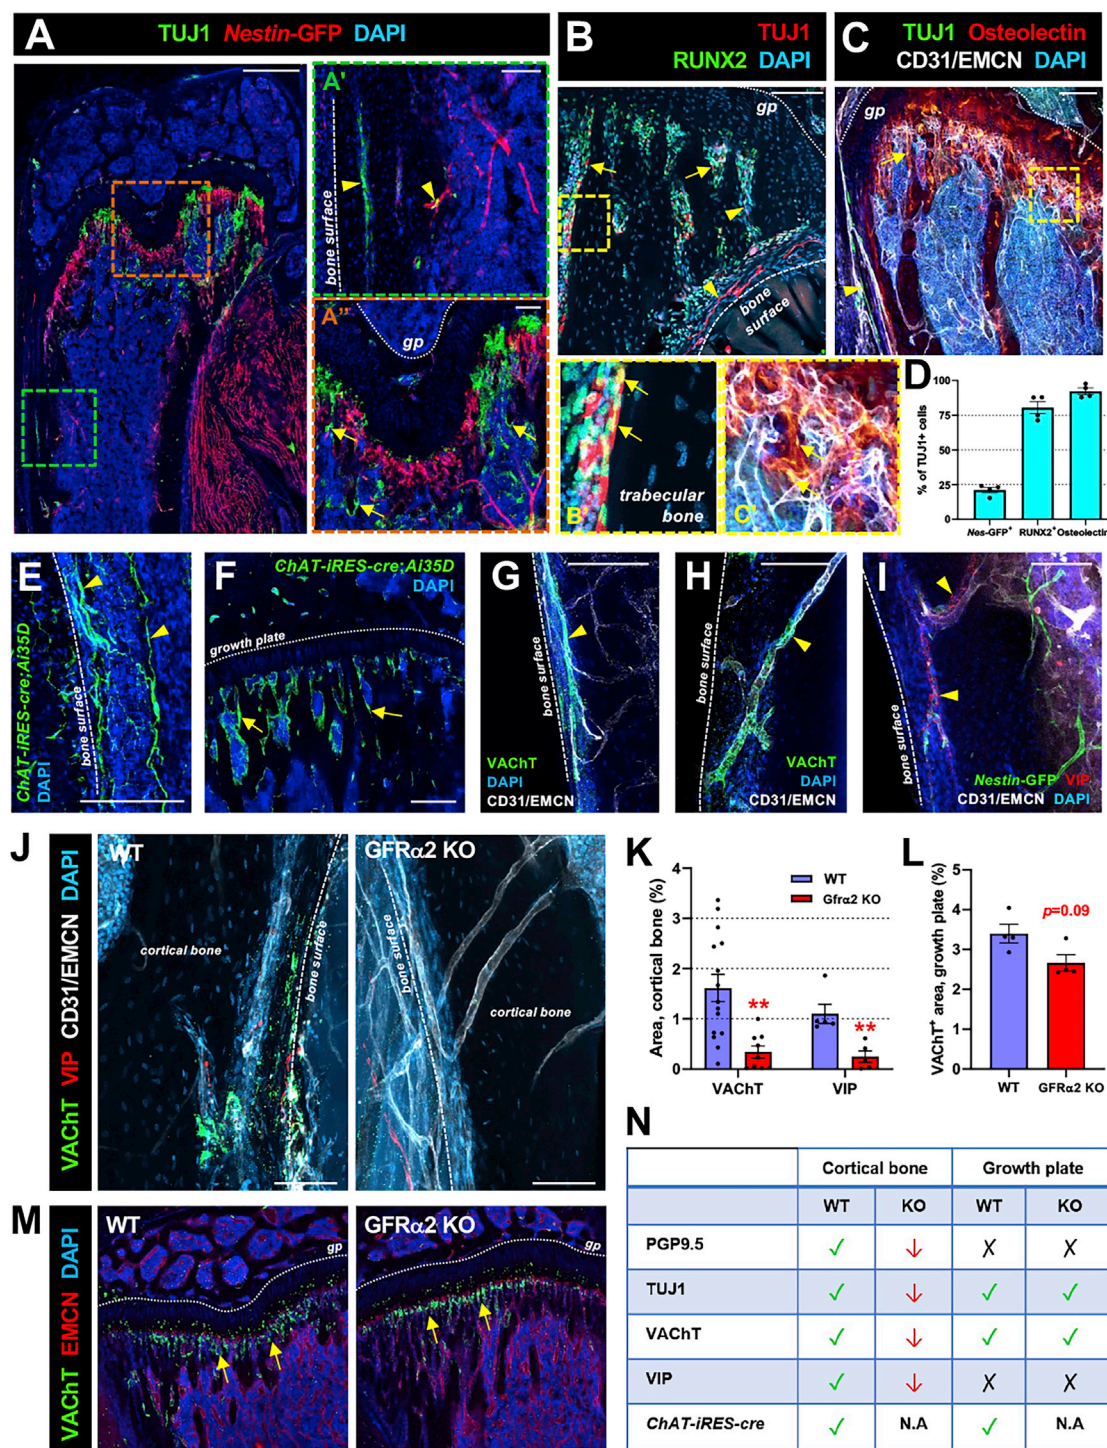 A
TUJ1 Nestin-GFP DAPI
A'
bone surface
A''
gp
B
TUJ1
RUNX2 DAPI
gp
bone surface
B'
trabecular bone
C
TUJ1 Osteolectin
CD31/EMCN DAPI
gp
C'
D
% of TUJ1+ cells
100
75
50
25
0
Nes-GFP⁺ RUNX2⁺ Osteolectin
E
ChAT-iRES-cre;Ai35D
DAPI
bone surface
F
ChAT-iRES-cre;Ai35D
DAPI
growth plate
G
bone surface
VAChT
DAPI
CD31/EMCN
H
bone surface
VAChT
DAPI
CD31/EMCN
I
bone surface
Nestin-GFP VIP
CD31/EMCN DAPI
J
VAChT VIP CD31/EMCN DAPI
WT
cortical bone
bone surface
GFRα2 KO
bone surface
cortical bone
K
Area, cortical bone (%)
4
3
2
1
0
WT
Gfrα2 KO
**
**
VAChT VIP
L
VAChT⁺ area, growth plate (%)
5
4
3
2
1
0
p=0.09
WT GFRα2 KO
M
VAChT EMCN DAPI
WT
gp
GFRα2 KO
gp
N
Cortical bone Growth plate
WT KO WT KO
PGP9.5 ✓ ↓ ✗ ✗
TUJ1 ✓ ↓ ✓ ✓
VAChT ✓ ↓ ✓ ✓
VIP ✓ ↓ ✗ ✗
ChAT-iRES-cre ✓ N.A ✓ N.A